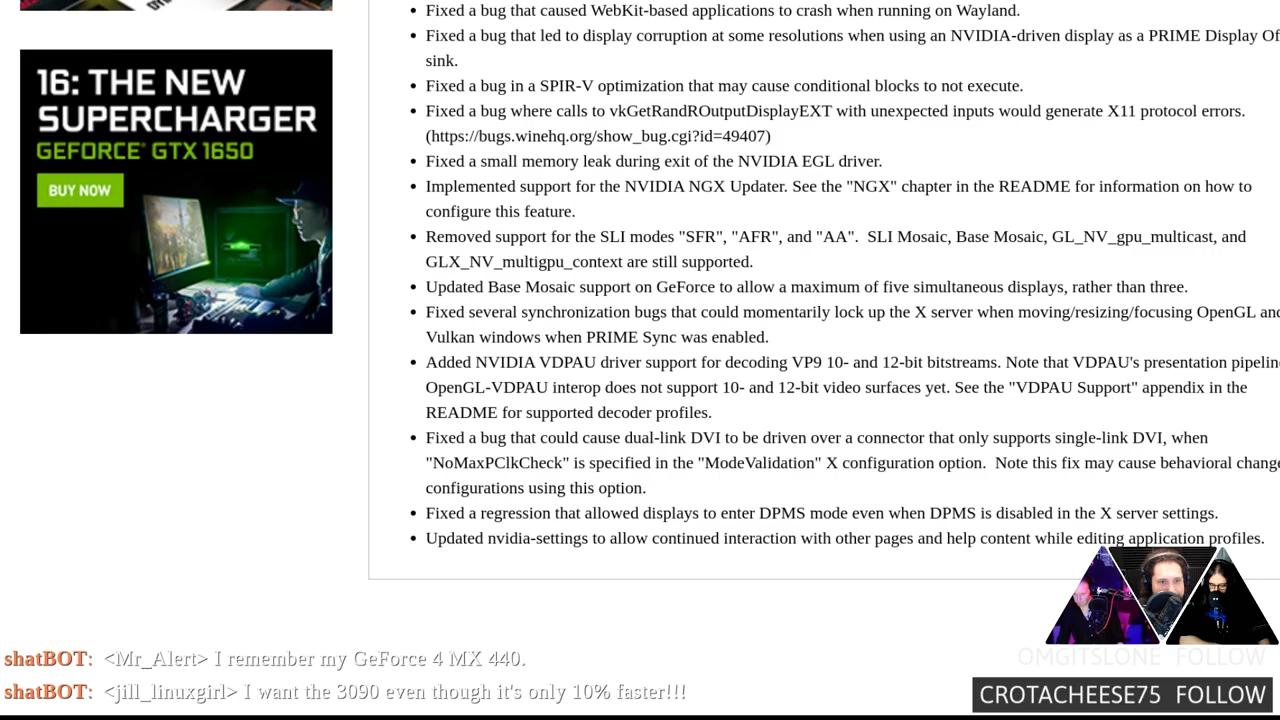 Fixed a bug that caused WebKit-based applications to crash when running on Wayland.
Fixed a bug that led to display corruption at some resolutions when using an NVIDIA-driven display as a PRIME Display Of
sink.
Fixed a bug in a SPIR-V optimization that may cause conditional blocks to not execute.
Fixed a bug where calls to vkGetRandROutputDisplayEXT with unexpected inputs would generate X11 protocol errors.
(https://bugs.winehq.org/show_bug.cgi?id=49407)
Fixed a small memory leak during exit of the NVIDIA EGL driver.
Implemented support for the NVIDIA NGX Updater. See the "NGX" chapter in the README for information on how to
configure this feature.
Removed support for the SLI modes "SFR", "AFR", and "AA".  SLI Mosaic, Base Mosaic, GL_NV_gpu_multicast, and
GLX_NV_multigpu_context are still supported.
Updated Base Mosaic support on GeForce to allow a maximum of five simultaneous displays, rather than three.
Fixed several synchronization bugs that could momentarily lock up the X server when moving/resizing/focusing OpenGL and
Vulkan windows when PRIME Sync was enabled.
Added NVIDIA VDPAU driver support for decoding VP9 10- and 12-bit bitstreams. Note that VDPAU's presentation pipelin
OpenGL-VDPAU interop does not support 10- and 12-bit video surfaces yet. See the "VDPAU Support" appendix in the
README for supported decoder profiles.
Fixed a bug that could cause dual-link DVI to be driven over a connector that only supports single-link DVI, when
"NoMaxPClkCheck" is specified in the "ModeValidation" X configuration option.  Note this fix may cause behavioral change
configurations using this option.
Fixed a regression that allowed displays to enter DPMS mode even when DPMS is disabled in the X server settings.
Updated nvidia-settings to allow continued interaction with other pages and help content while editing application profiles.
16: THE NEW
SUPERCHARGER
GEFORCE® GTX 1650
BUY NOW
shatBOT: <Mr_Alert> I remember my GeForce 4 MX 440.
shatBOT: <jill_linuxgirl> I want the 3090 even though it's only 10% faster!!!
OMGITSLONE FOLLOW
CROTACHEESE75 FOLLOW